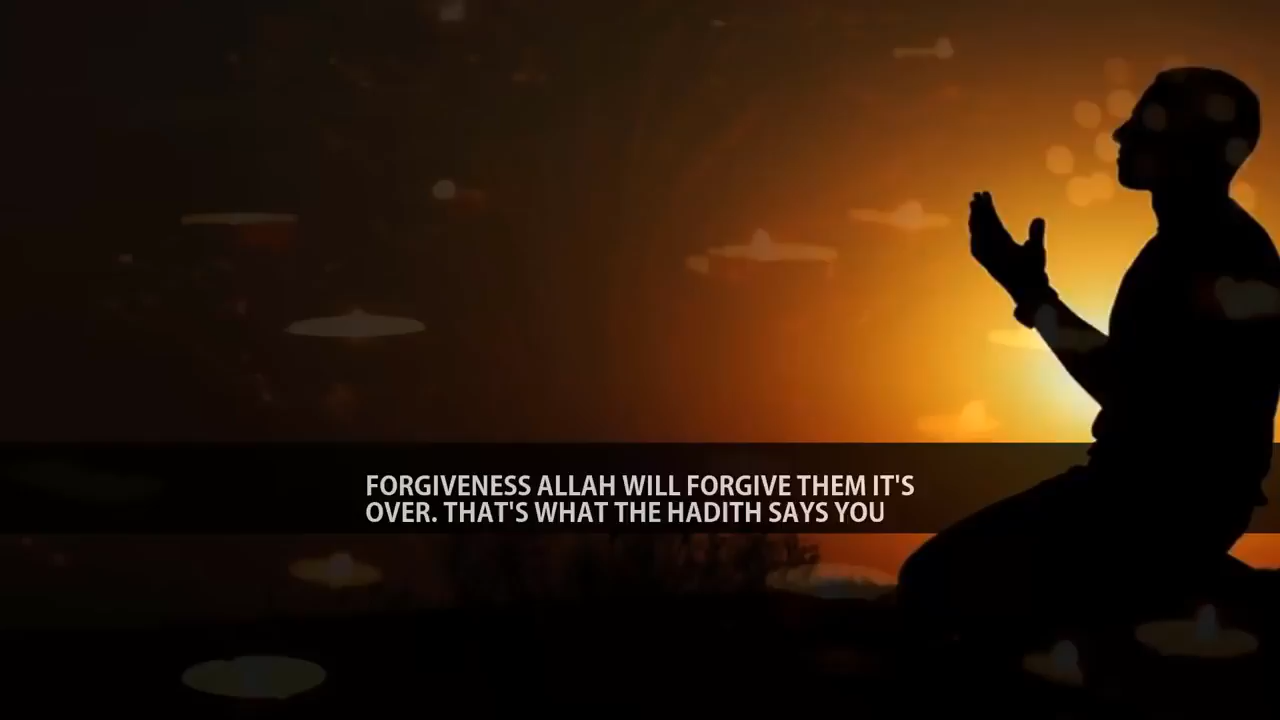 FORGIVENESS ALLAH WILL FORGIVE THEM IT'S
OVER. THAT'S WHAT THE HADITH SAYS YOU